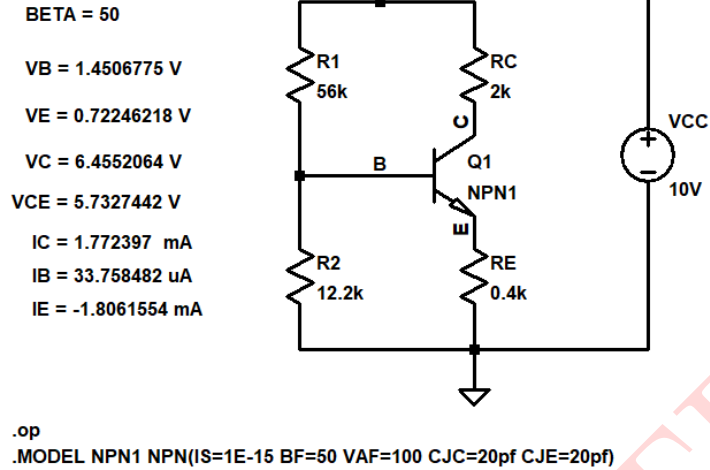 BETA = 50
VB = 1.4506775 V
VE = 0.72246218 V
VC = 6.4552064 V
VCE = 5.7327442 V
IC = 1.772397 mA
IB = 33.758482 uA
IE = -1.8061554 mA
R1
56k
RC
2k
C
B
Q1
NPN1
E
R2
12.2k
RE
0.4k
VCC
10V
.op
.MODEL NPN1 NPN(IS=1E-15 BF=50 VAF=100 CJC=20pf CJE=20pf)